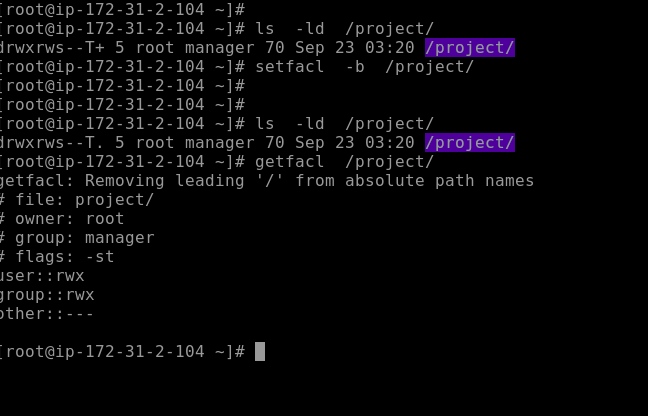 [root@ip-172-31-2-104 ~]#
[root@ip-172-31-2-104 ~]# ls  -ld  /project/
drwxrws--T+ 5 root manager 70 Sep 23 03:20 /project/
[root@ip-172-31-2-104 ~]# setfacl  -b  /project/
[root@ip-172-31-2-104 ~]#
[root@ip-172-31-2-104 ~]#
[root@ip-172-31-2-104 ~]# ls  -ld  /project/
drwxrws--T. 5 root manager 70 Sep 23 03:20 /project/
[root@ip-172-31-2-104 ~]# getfacl  /project/
getfacl: Removing leading '/' from absolute path names
# file: project/
# owner: root
# group: manager
# flags: -st
user::rwx
group::rwx
other::---
[root@ip-172-31-2-104 ~]#